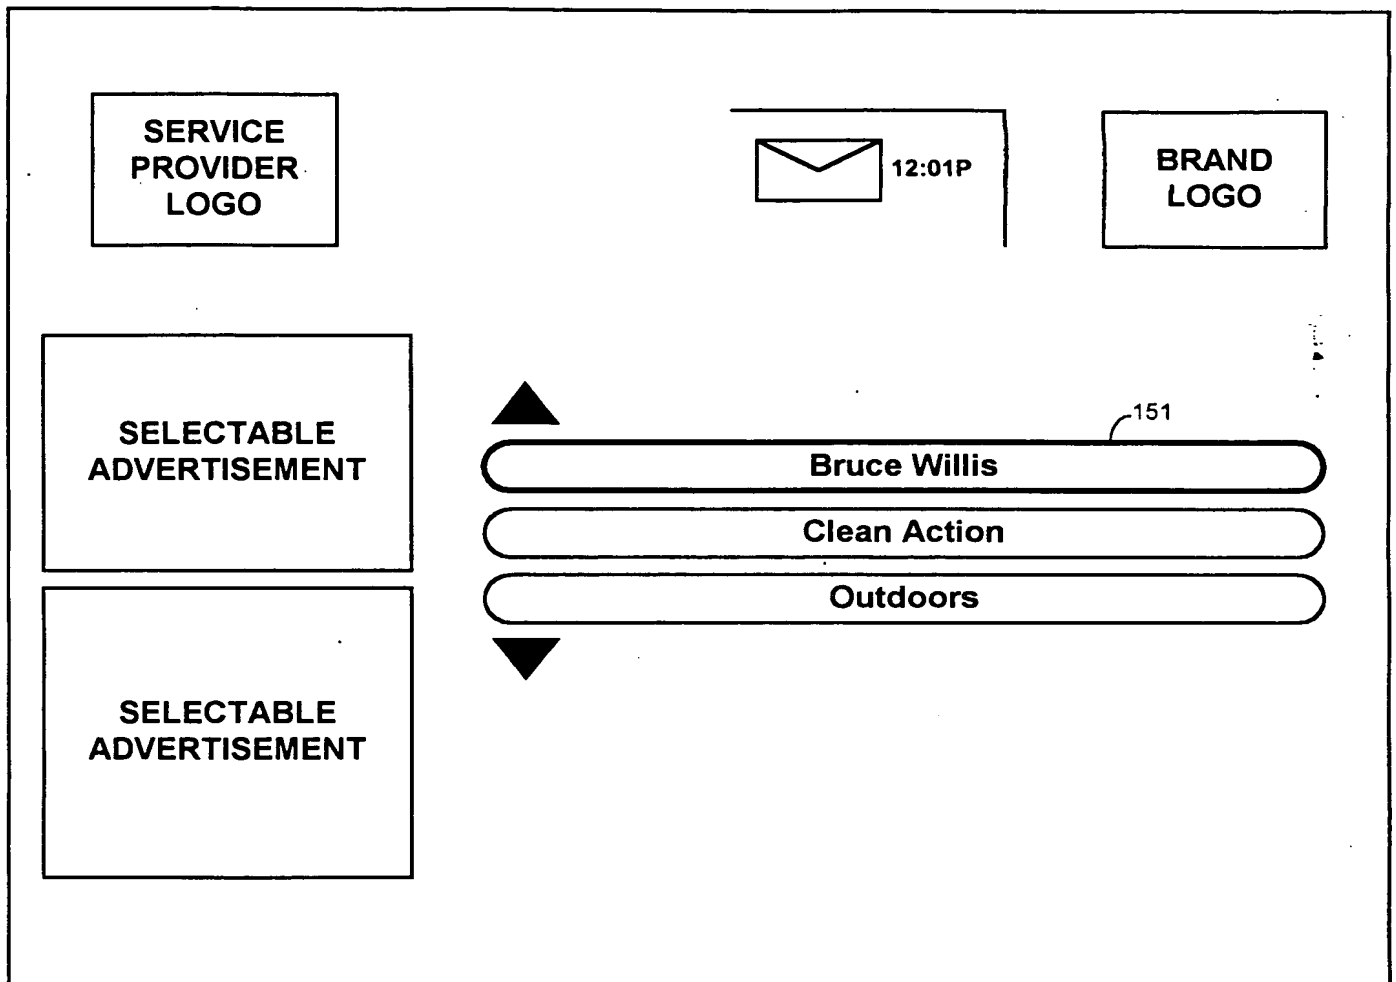 SERVICE
PROVIDER
LOGO
12:01P
BRAND
LOGO
SELECTABLE
ADVERTISEMENT
151
Bruce Willis
Clean Action
Outdoors
SELECTABLE
ADVERTISEMENT